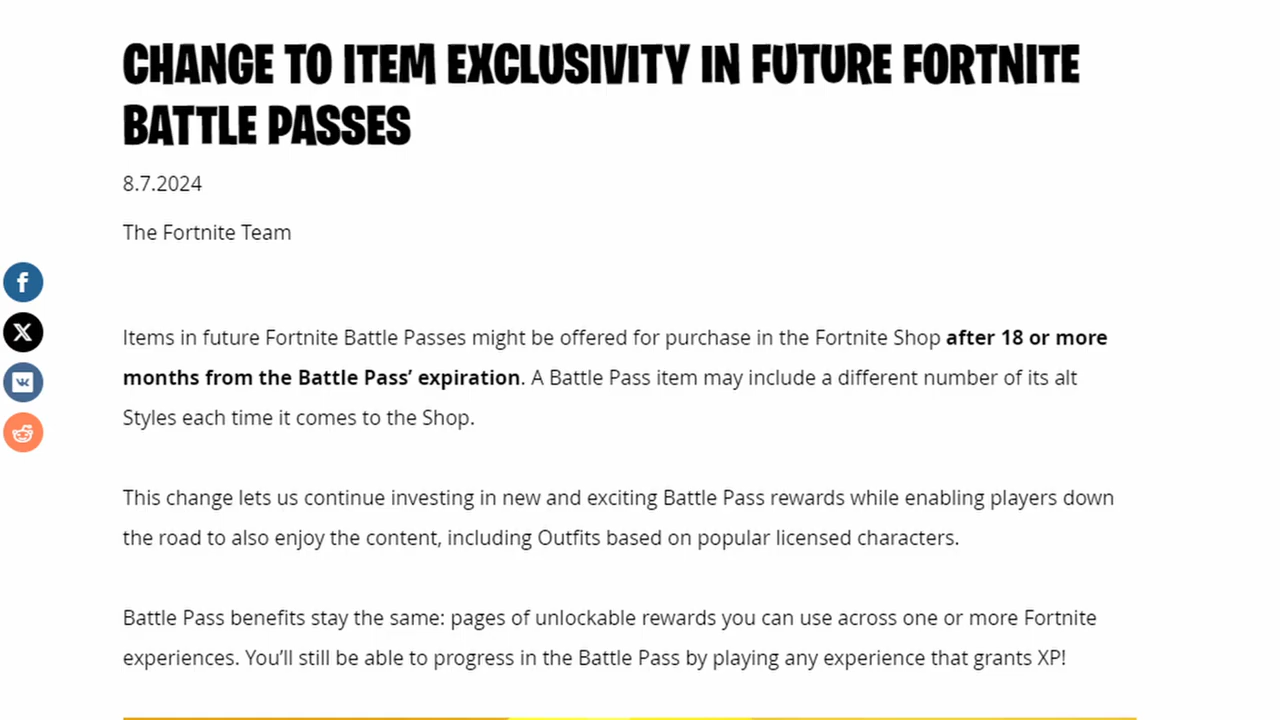 CHANGE TO ITEM EXCLUSIVITY IN FUTURE FORTNITE
BATTLE PASSES
8.7.2024
The Fortnite Team
Items in future Fortnite Battle Passes might be offered for purchase in the Fortnite Shop after 18 or more
months from the Battle Pass’ expiration. A Battle Pass item may include a different number of its alt
Styles each time it comes to the Shop.
This change lets us continue investing in new and exciting Battle Pass rewards while enabling players down
the road to also enjoy the content, including Outfits based on popular licensed characters.
Battle Pass benefits stay the same: pages of unlockable rewards you can use across one or more Fortnite
experiences. You’ll still be able to progress in the Battle Pass by playing any experience that grants XP!